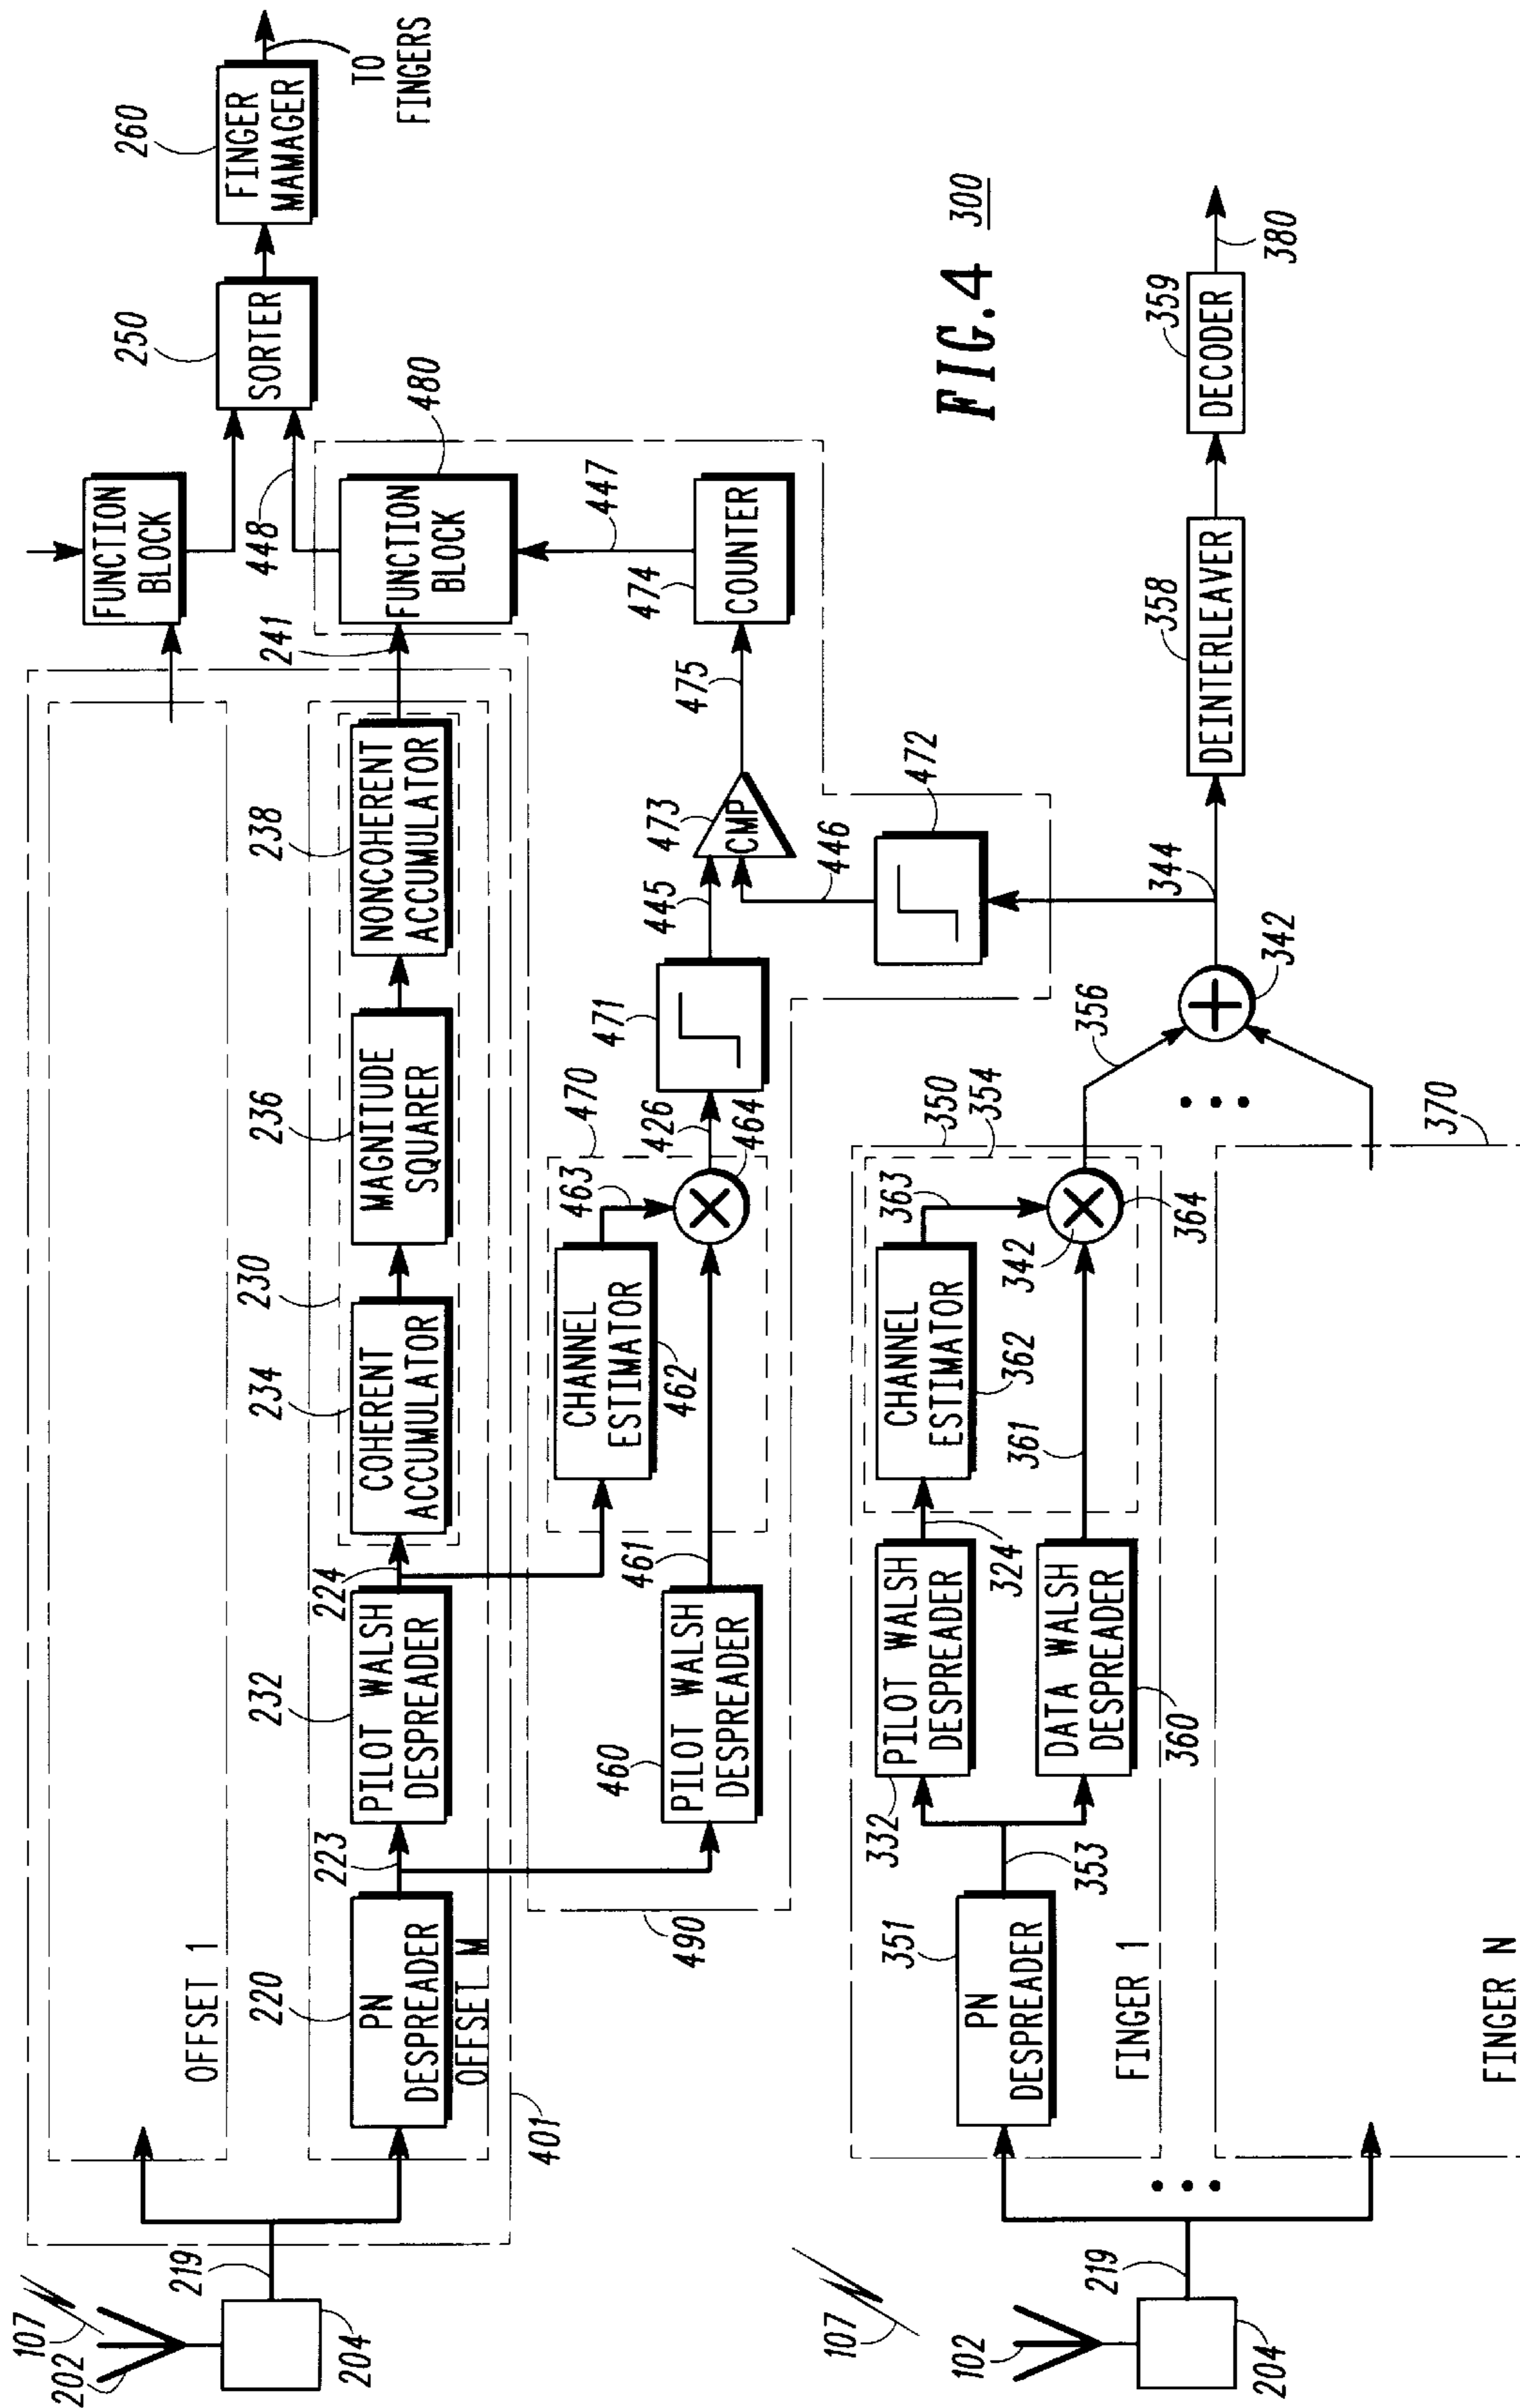 107
202
204
219
OFFSET 1
401
220
PN
DESPREADER
OFFSET M
223
232
PILOT WALSH
DESPREADER
224
230
234
COHERENT
ACCUMULATOR
236
MAGNITUDE
SQUARER
238
NONCOHERENT
ACCUMULATOR
241
FUNCTION
BLOCK
448
FUNCTION
BLOCK
480
250
SORTER
260
FINGER
MAMAGER
TO
FINGERS
490
460
PILOT WALSH
DESPREADER
461
CHANNEL
ESTIMATOR
462
463
470
426
464
471
445
473
CMP
475
474
COUNTER
447
446
472
FIG.4
300
107
102
204
219
351
PN
DESPREADER
353
FINGER 1
332
PILOT WALSH
DESPREADER
324
DATA WALSH
DESPREADER
360
361
CHANNEL
ESTIMATOR
362
363
342
364
350
354
356
342
344
358
DEINTERLEAVER
359
DECODER
380
370
FINGER N